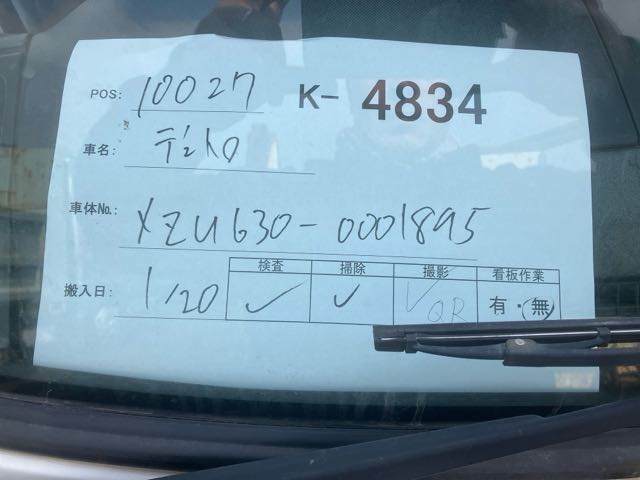 POS: 10027 K- 4834
車名: デュトロ
車体No.: XZU630-0001895
検査 掃除 撮影 看板作業
搬入日: 1/20 ✓ ✓ ✓QR 有・無